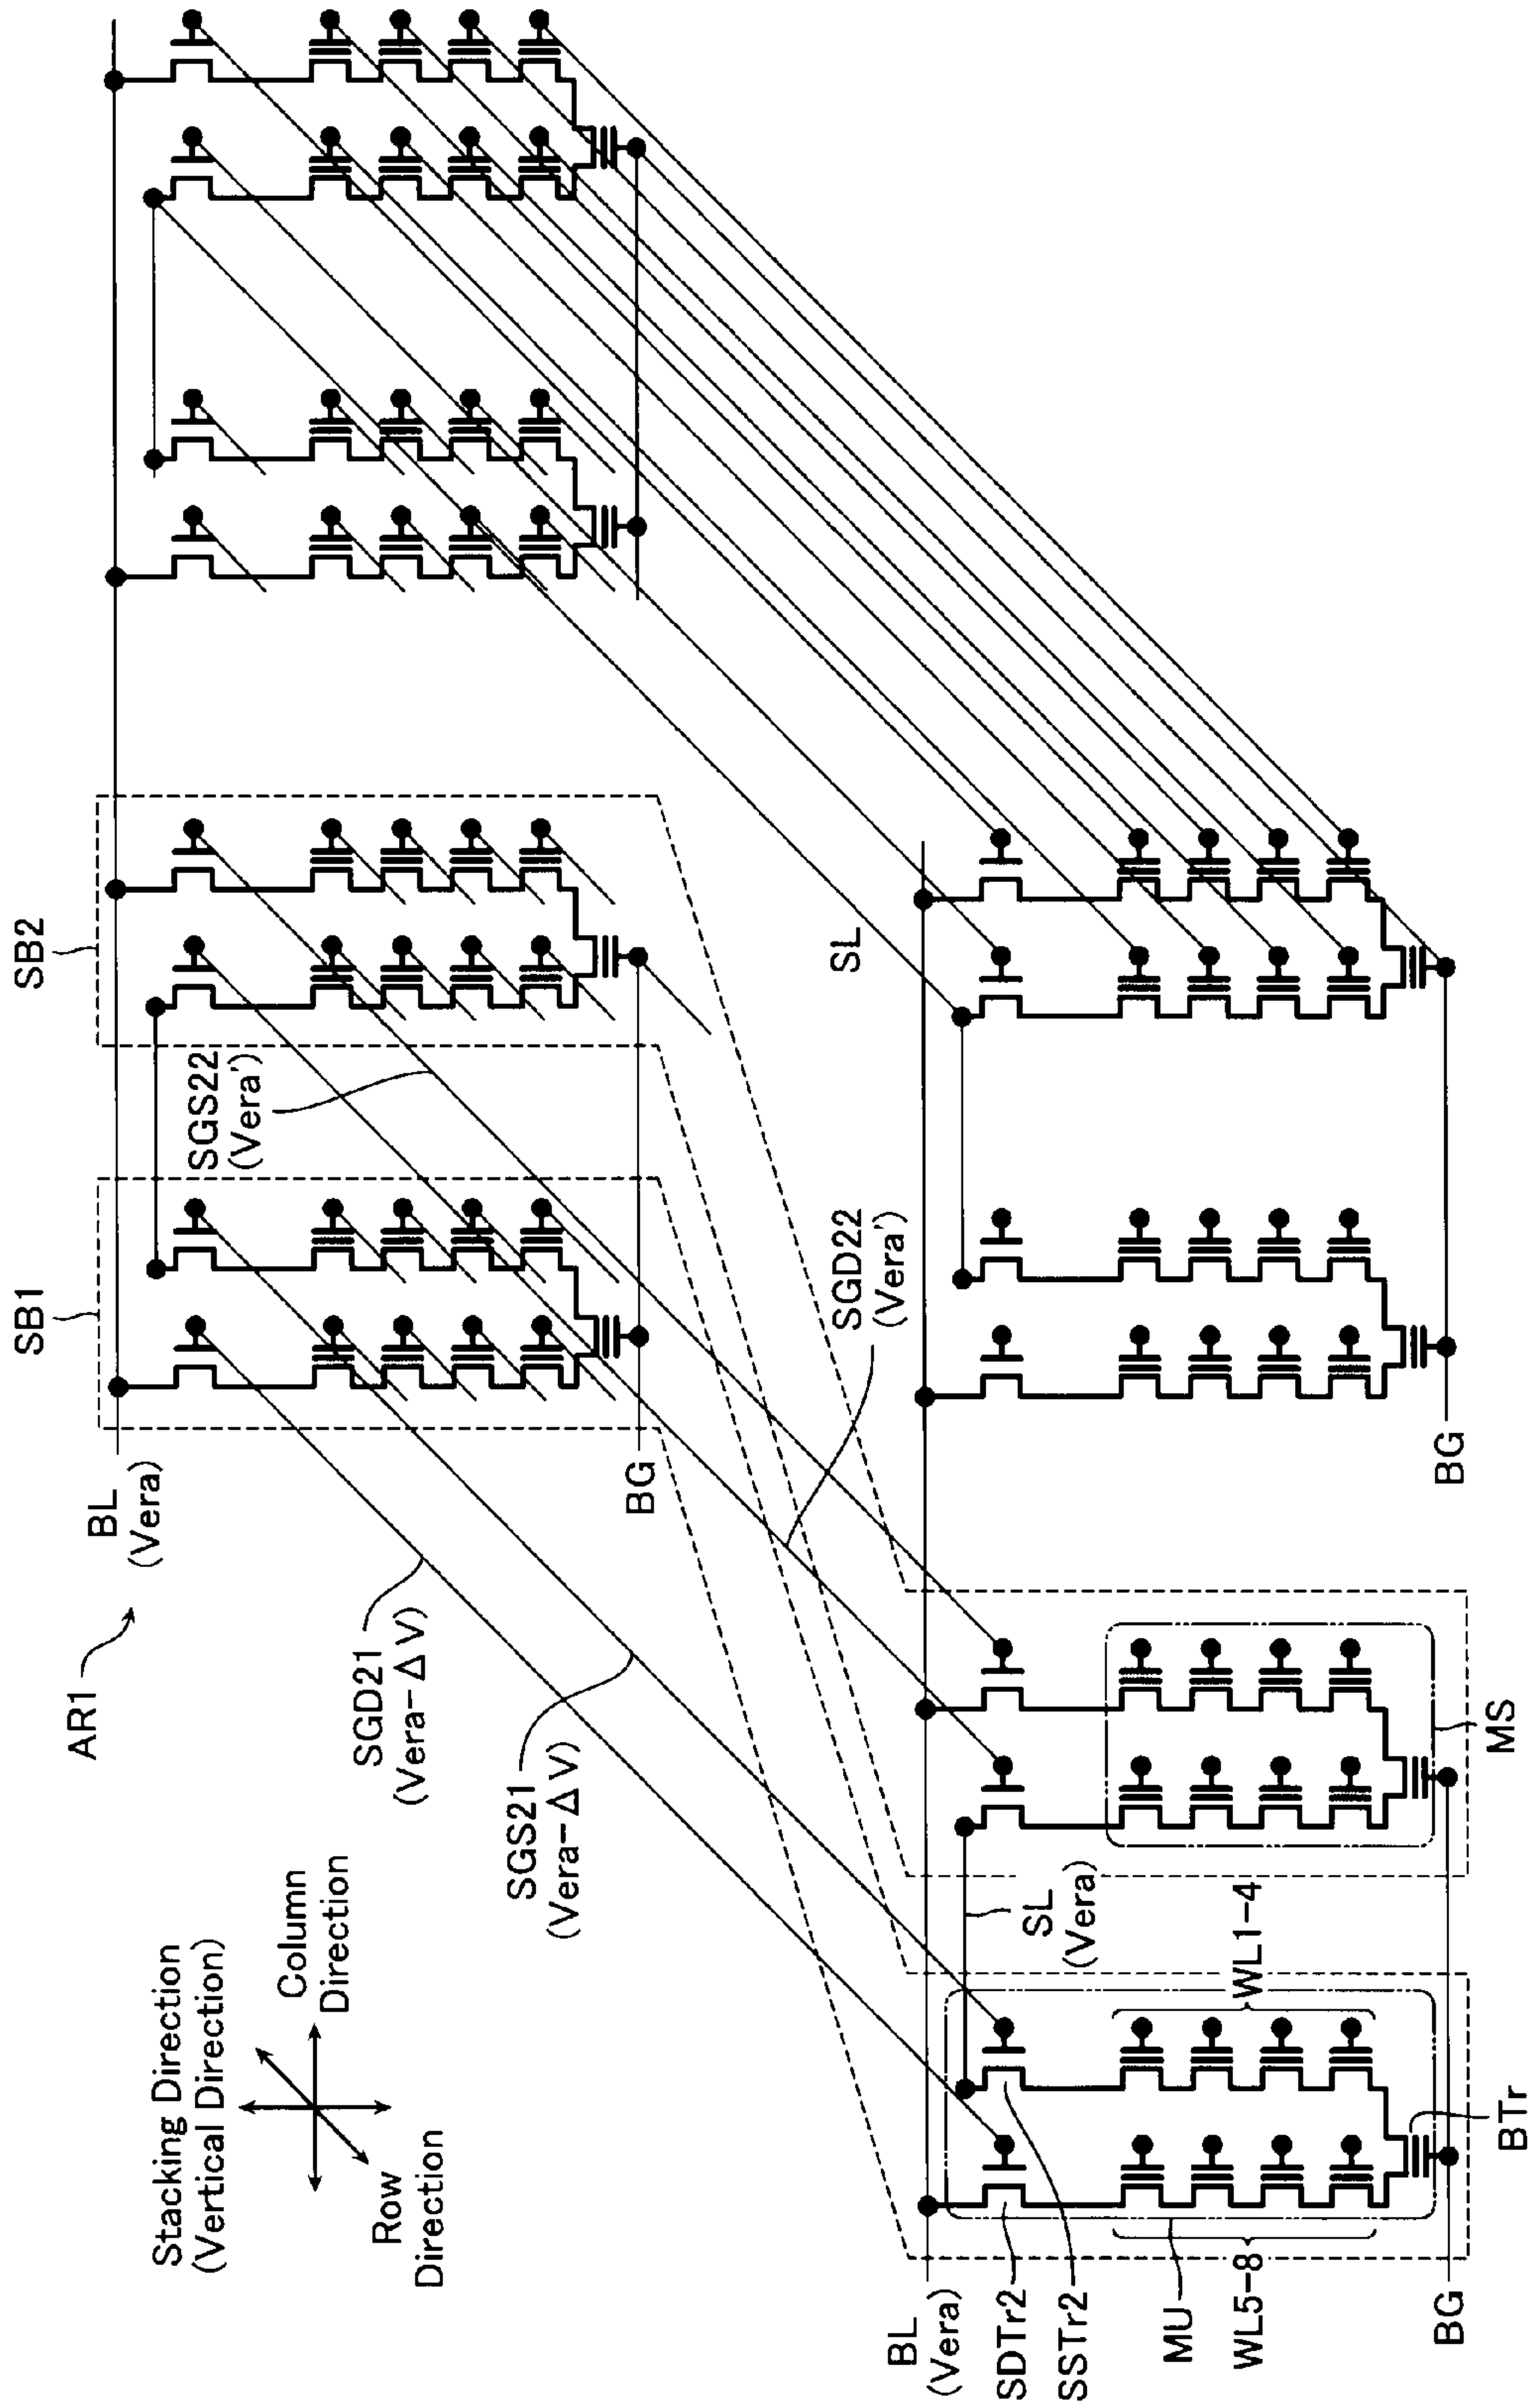 AR1
Stacking Direction
(Vertical Direction)
Column
Direction
Row
Direction
BL
(Vera)
SB1
SB2
SGD21
(Vera-ΔV)
SGS21
(Vera-ΔV)
SGS22
(Vera')
BG
SGD22
(Vera')
SL
BL
(Vera)
SDTr2
SSTr2
MU
WL5-8
BG
SL
(Vera)
WL1-4
BTr
MS
BG